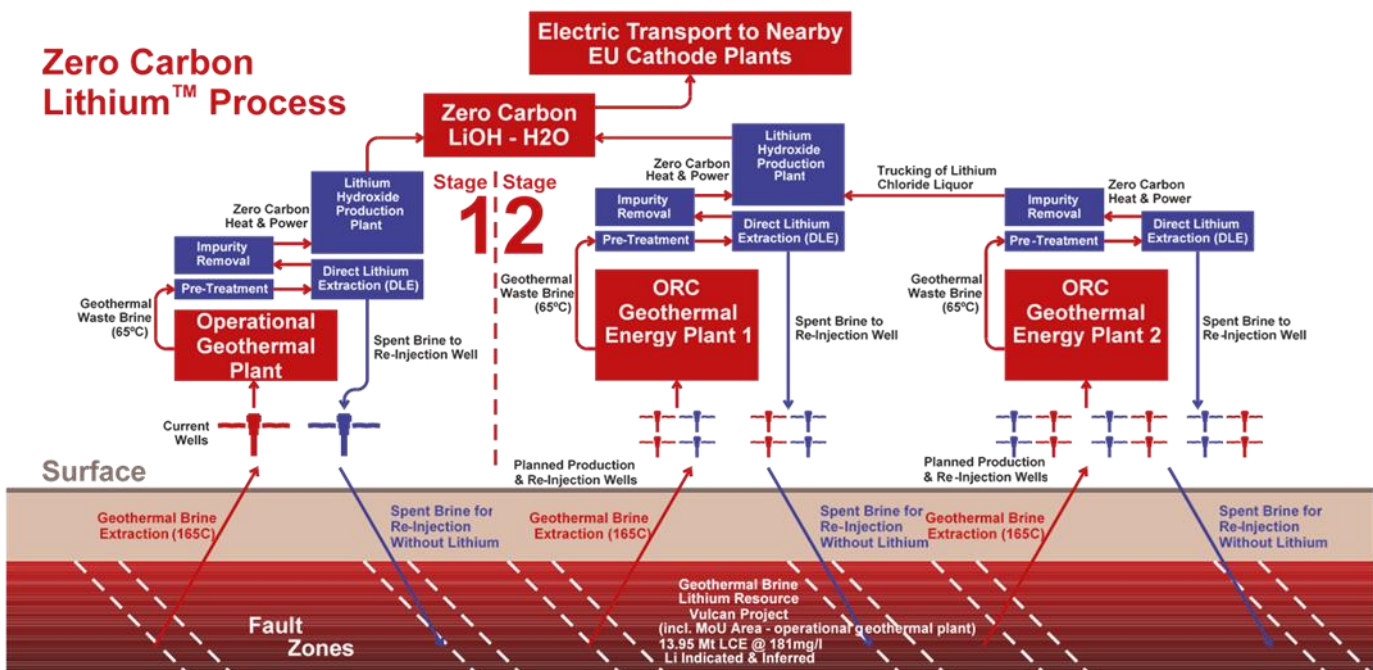 Zero Carbon
Lithium™ Process
Electric Transport to Nearby
EU Cathode Plants
Zero Carbon
LiOH - H2O
Stage
1
Stage
2
Lithium
Hydroxide
Production
Plant
Zero Carbon
Heat & Power
Impurity
Removal
Direct Lithium
Extraction (DLE)
Pre-Treatment
Geothermal
Waste Brine
(65ºC)
Operational
Geothermal
Plant
Spent Brine to
Re-Injection Well
Current
Wells
Lithium
Hydroxide
Production
Plant
Zero Carbon
Heat & Power
Impurity
Removal
Direct Lithium
Extraction (DLE)
Pre-Treatment
Geothermal
Waste Brine
(65ºC)
ORC
Geothermal
Energy Plant 1
Spent Brine to
Re-Injection Well
Planned Production
& Re-Injection Wells
Trucking of Lithium
Chloride Liquor
Zero Carbon
Heat & Power
Impurity
Removal
Direct Lithium
Extraction (DLE)
Pre-Treatment
Geothermal
Waste Brine
(65ºC)
ORC
Geothermal
Energy Plant 2
Spent Brine to
Re-Injection Well
Planned Production
& Re-Injection Wells
Surface
Geothermal Brine
Extraction (165C)
Spent Brine for
Re-Injection
Without Lithium
Geothermal Brine
Extraction (165C)
Spent Brine for
Re-Injection
Without Lithium
Geothermal Brine
Extraction (165C)
Spent Brine for
Re-Injection
Without Lithium
Fault
Zones
Geothermal Brine
Lithium Resource
Vulcan Project
(incl. MoU Area - operational geothermal plant)
13.95 Mt LCE @ 181mg/l
Li Indicated & Inferred